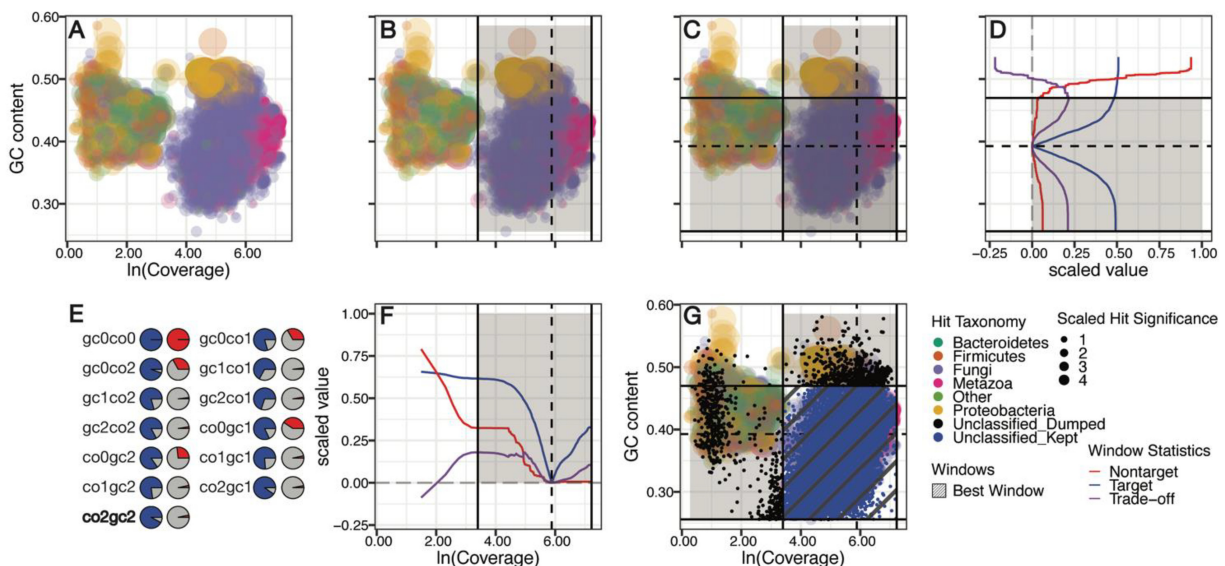 A
B
C
D
GC content
0.60
0.50
0.40
0.30
0.00 2.00 4.00 6.00
ln(Coverage)
−0.25 0.00 0.25 0.50 0.75 1.00
scaled value
E
gc0co0
gc0co2
gc1co2
gc2co2
co0gc2
co1gc2
co2gc2
gc0co1
gc1co1
gc2co1
co0gc1
co1gc1
co2gc1
F
scaled value
1.00
0.75
0.50
0.25
0.00
−0.25
0.00 2.00 4.00 6.00
ln(Coverage)
G
GC content
0.60
0.50
0.40
0.30
0.00 2.00 4.00 6.00
ln(Coverage)
Hit Taxonomy
Bacteroidetes
Firmicutes
Fungi
Metazoa
Other
Proteobacteria
Unclassified_Dumped
Unclassified_Kept
Windows
Best Window
Scaled Hit Significance
1
2
3
4
Window Statistics
Nontarget
Target
Trade-off